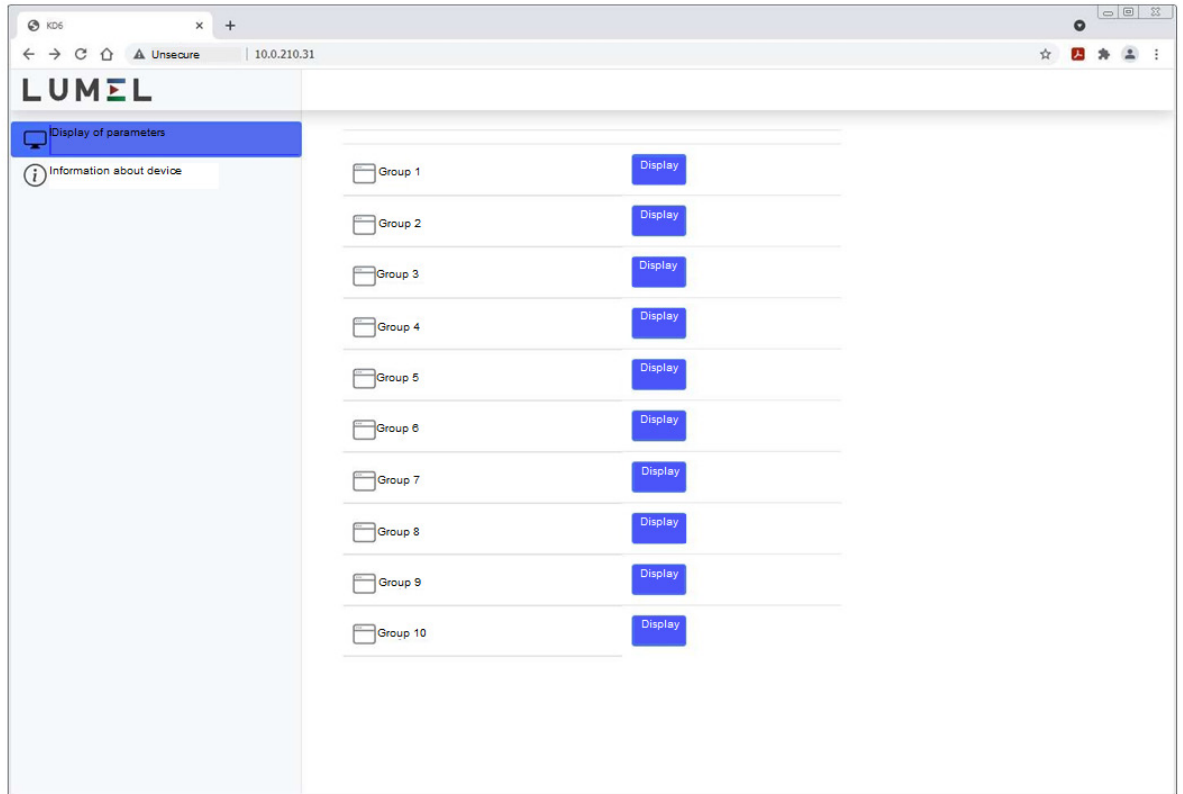 KD6
Unsecure 10.0.210.31
LUMEL
Display of parameters
Information about device
Group 1 Display
Group 2 Display
Group 3 Display
Group 4 Display
Group 5 Display
Group 6 Display
Group 7 Display
Group 8 Display
Group 9 Display
Group 10 Display